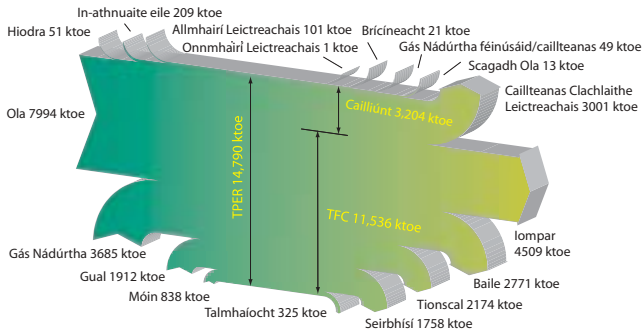 In-athnuaite eile 209 ktoe
Hiodra 51 ktoe
Allmhairí Leictreachais 101 ktoe
Onnmhairí Leictreachais 1 ktoe
Brícíneacht 21 ktoe
Gás Nádúrtha féinúsáid/cailliúnt 49 ktoe
Scagadh Ola 13 ktoe
Cailleanas Clachlaithe
Leictreachais 3001 ktoe
Ola 7994 ktoe
Cailliúnt 3,204 ktoe
TPER 14,790 ktoe
TFC 11,536 ktoe
Iompar
4509 ktoe
Gás Nádúrtha 3685 ktoe
Gual 1912 ktoe
Móin 838 ktoe
Talmhaíocht 325 ktoe
Seirbhísí 1758 ktoe
Tionscal 2174 ktoe
Baile 2771 ktoe